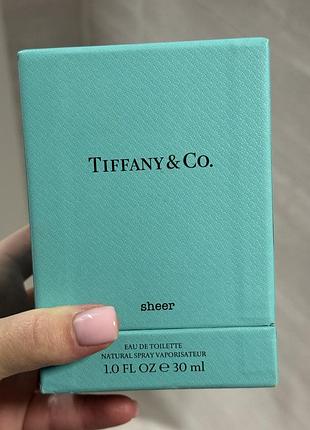 TIFFANY & CO.
sheer
EAU DE TOILETTE
NATURAL SPRAY VAPORISATEUR
1.0 FL OZ ℮ 30 ml